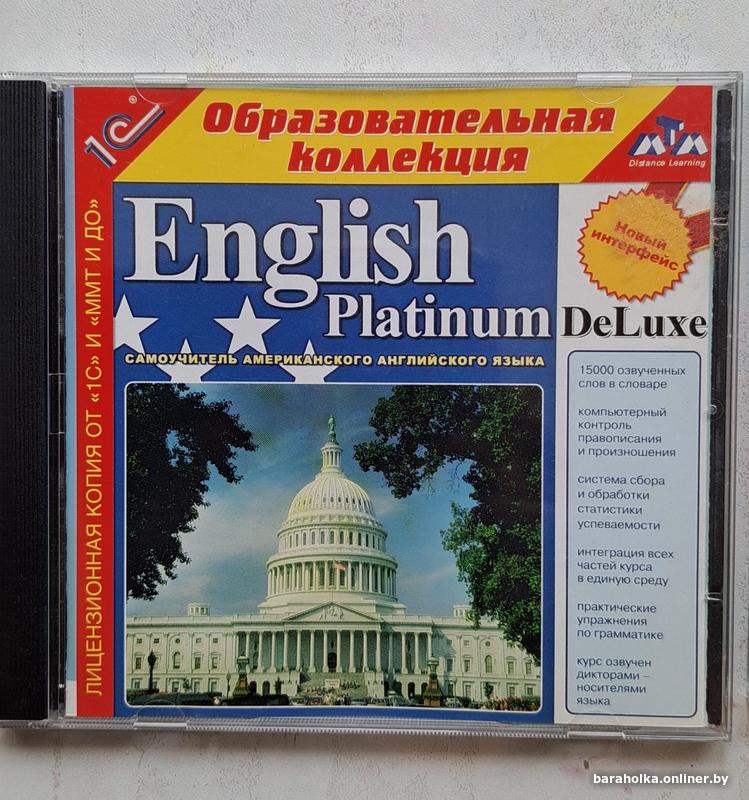 1С®
Образовательная
коллекция
МТМ
Distance Learning
ЛИЦЕНЗИОННАЯ КОПИЯ ОТ «1С» И «ММТ И ДО»
English
Platinum DeLuxe
Новый
интерфейс
САМОУЧИТЕЛЬ АМЕРИКАНСКОГО АНГЛИЙСКОГО ЯЗЫКА
15000 озвученных
слов в словаре
компьютерный
контроль
правописания
и произношения
система сбора
и обработки
статистики
успеваемости
интеграция всех
частей курса
в единую среду
практические
упражнения
по грамматике
курс озвучен
дикторами –
носителями
языка
baraholka.onliner.by